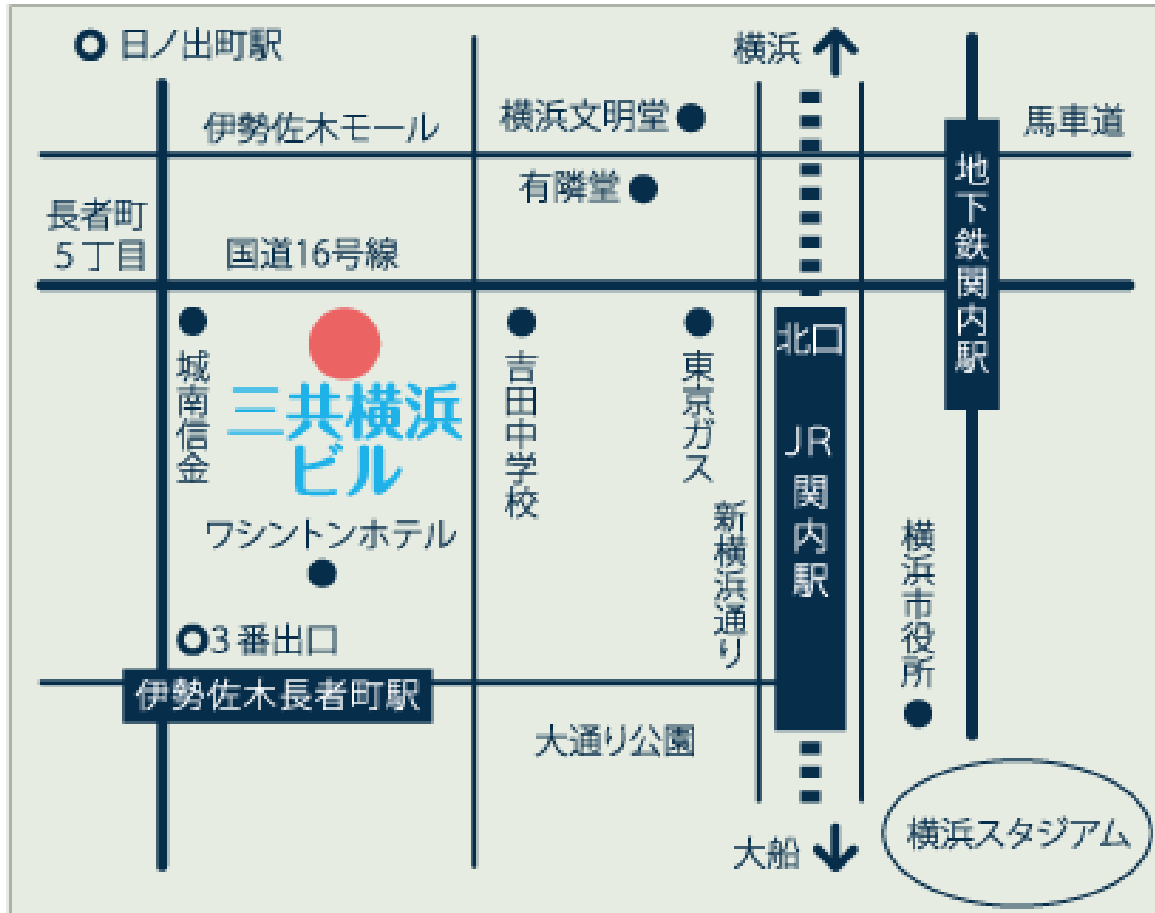 日ノ出町駅
横浜
伊勢佐木モール
横浜文明堂
馬車道
有隣堂
地下鉄関内駅
長者町
5丁目
国道16号線
城南信金
三共横浜
ビル
吉田中学校
東京ガス
北口
JR関内駅
新横浜通り
横浜市役所
ワシントンホテル
3番出口
伊勢佐木長者町駅
大通り公園
大船
横浜スタジアム